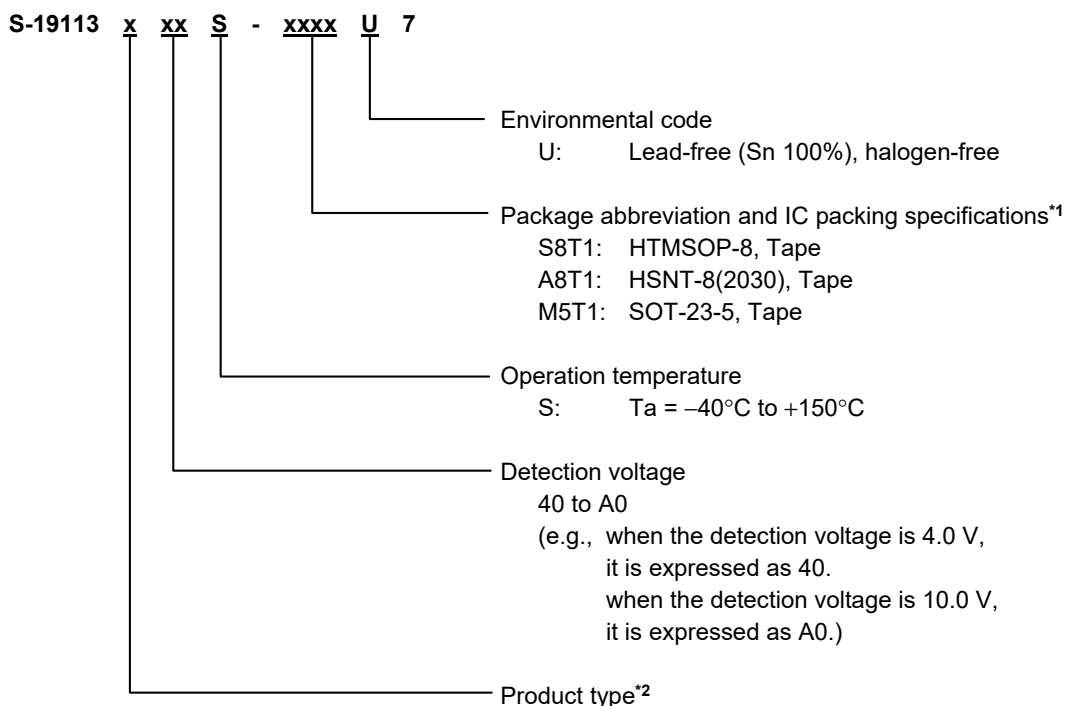 S-19113 x xx S - xxxx U 7
Environmental code
U: Lead-free (Sn 100%), halogen-free
Package abbreviation and IC packing specifications*1
S8T1: HTMSOP-8, Tape
A8T1: HSNT-8(2030), Tape
M5T1: SOT-23-5, Tape
Operation temperature
S: Ta = −40°C to +150°C
Detection voltage
40 to A0
(e.g., when the detection voltage is 4.0 V,
it is expressed as 40.
when the detection voltage is 10.0 V,
it is expressed as A0.)
Product type*2